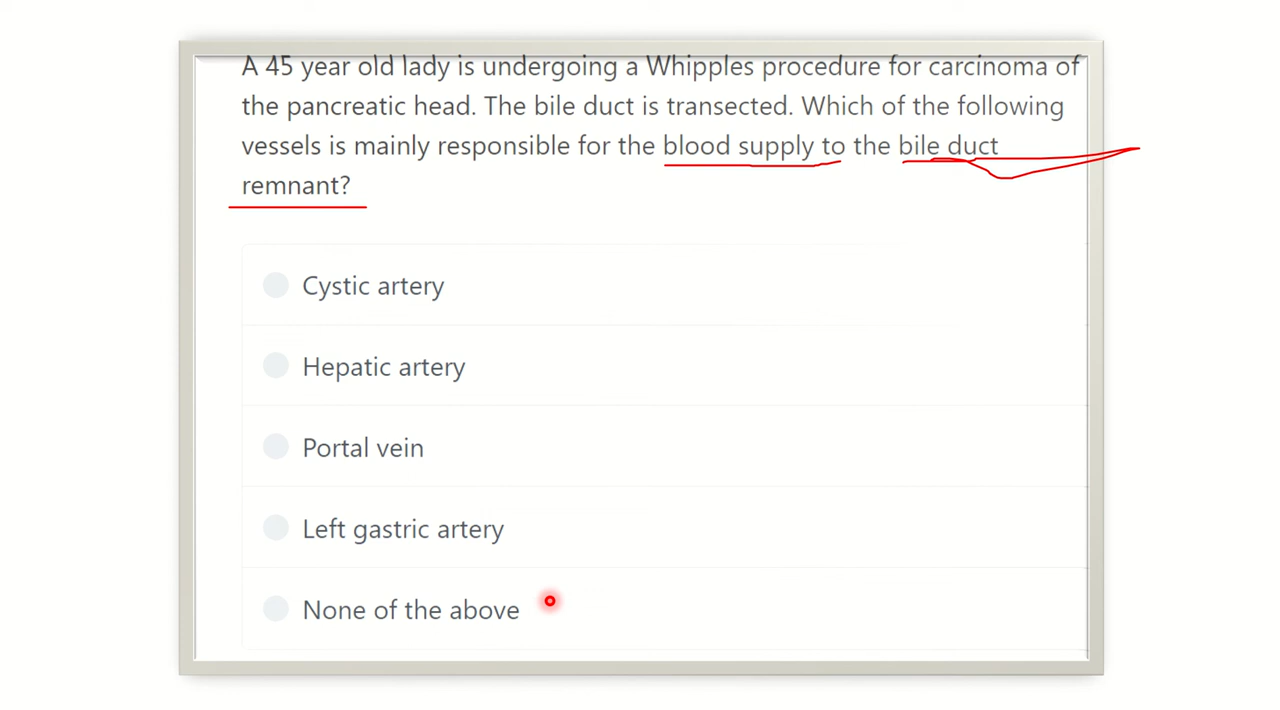 A 45 year old lady is undergoing a Whipples procedure for carcinoma of
the pancreatic head. The bile duct is transected. Which of the following
vessels is mainly responsible for the blood supply to the bile duct
remnant?
Cystic artery
Hepatic artery
Portal vein
Left gastric artery
None of the above